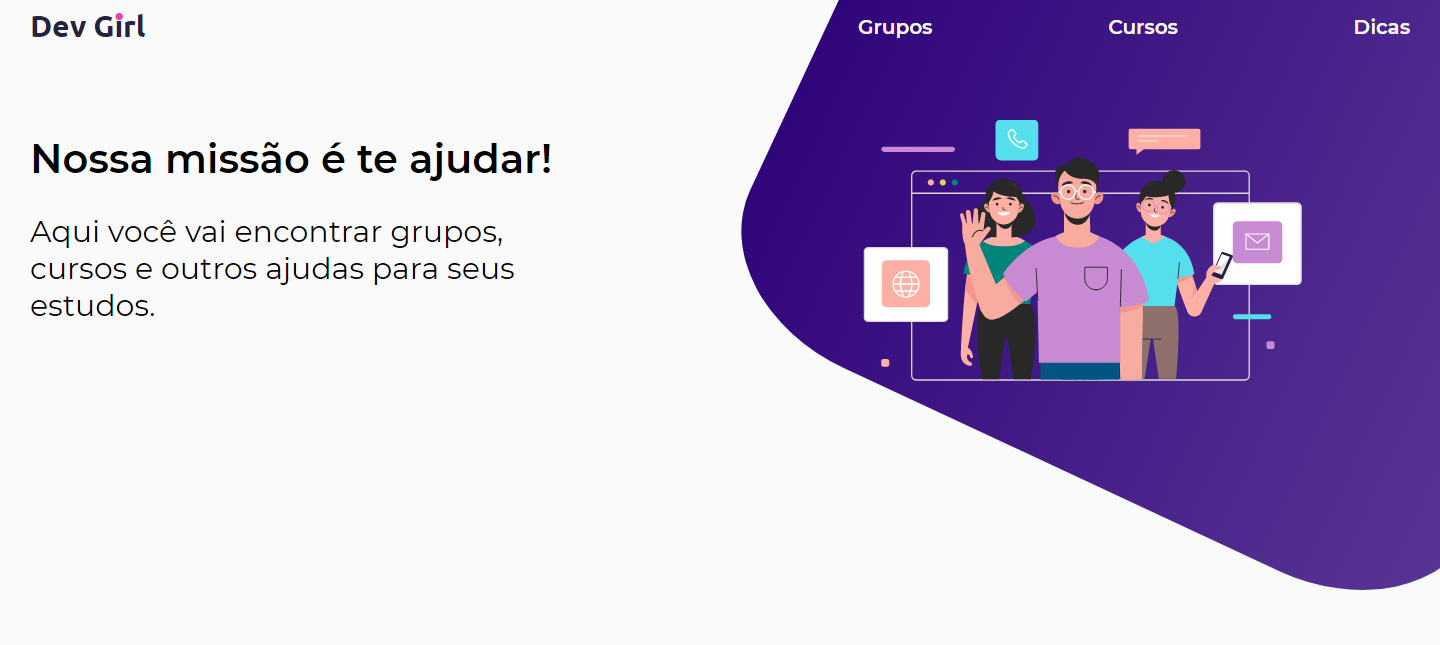 Dev Girl
Grupos
Cursos
Dicas
Nossa missão é te ajudar!
Aqui você vai encontrar grupos,
cursos e outros ajudas para seus
estudos.